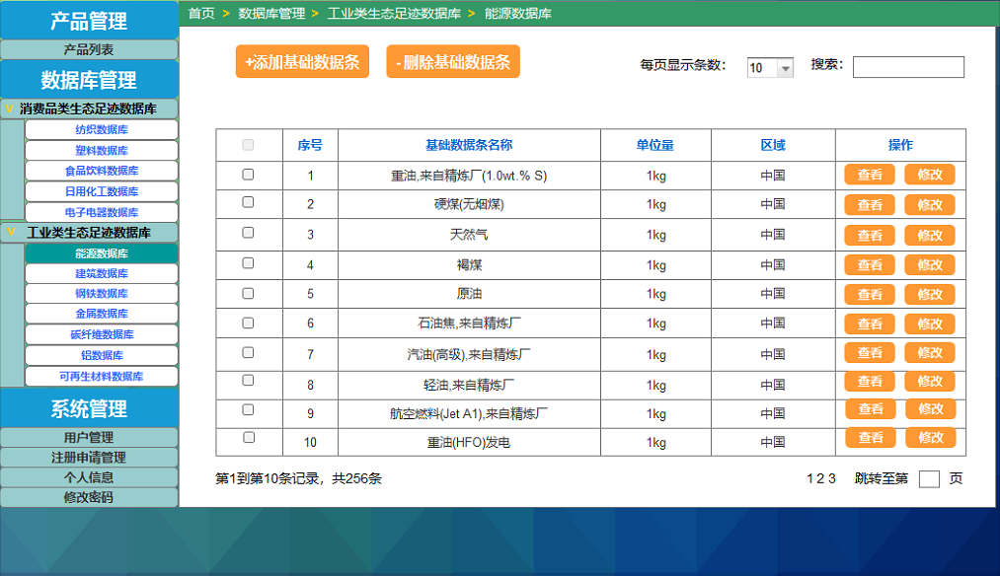 产品管理
产品列表
数据库管理
∨ 消费品类生态足迹数据库
纺织数据库
塑料数据库
食品饮料数据库
日用化工数据库
电子电器数据库
∨ 工业类生态足迹数据库
能源数据库
建筑数据库
钢铁数据库
金属数据库
碳纤维数据库
铝数据库
可再生材料数据库
系统管理
用户管理
注册申请管理
个人信息
修改密码
首页 > 数据库管理 > 工业类生态足迹数据库 > 能源数据库
+添加基础数据条 - 删除基础数据条 每页显示条数: 10 搜索:
序号 基础数据条名称 单位量 区域 操作
1 重油,来自精炼厂(1.0wt.% S) 1kg 中国 查看 修改
2 硬煤(无烟煤) 1kg 中国 查看 修改
3 天然气 1kg 中国 查看 修改
4 褐煤 1kg 中国 查看 修改
5 原油 1kg 中国 查看 修改
6 石油焦,来自精炼厂 1kg 中国 查看 修改
7 汽油(高级),来自精炼厂 1kg 中国 查看 修改
8 轻油,来自精炼厂 1kg 中国 查看 修改
9 航空燃料(Jet A1),来自精炼厂 1kg 中国 查看 修改
10 重油(HFO)发电 1kg 中国 查看 修改
第1到第10条记录，共256条 1 2 3 跳转至第 页